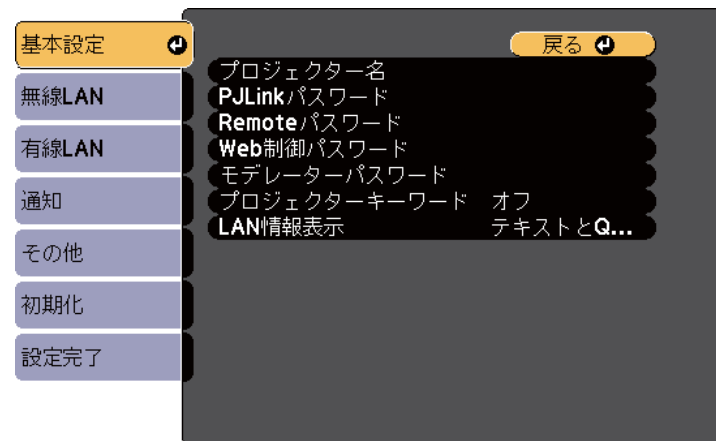 基本設定
無線LAN
有線LAN
通知
その他
初期化
設定完了
戻る
プロジェクター名
PJLinkパスワード
Remoteパスワード
Web制御パスワード
モデレーターパスワード
プロジェクターキーワード オフ
LAN情報表示 テキストとQ...